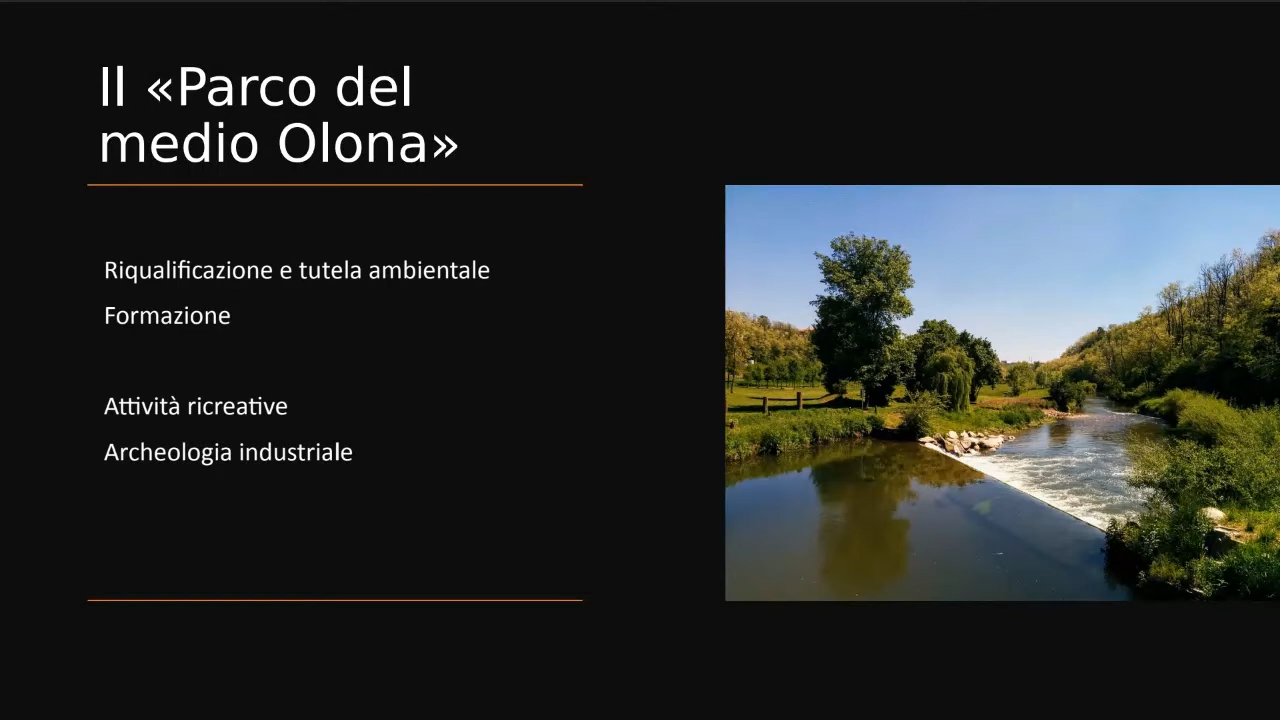 Il «Parco del
medio Olona»
Riqualificazione e tutela ambientale
Formazione
Attività ricreative
Archeologia industriale